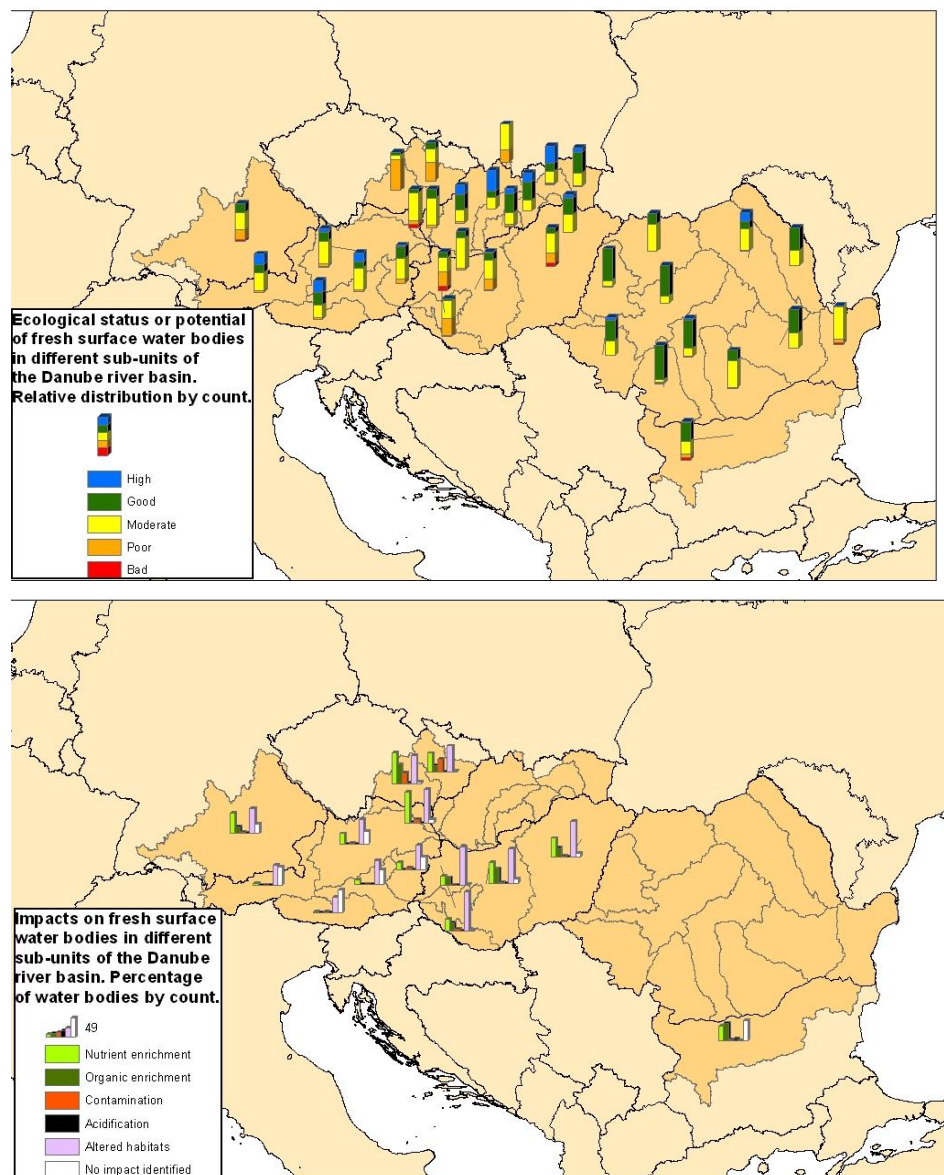 Ecological status or potential
of fresh surface water bodies
in different sub-units of
the Danube river basin.
Relative distribution by count.
High
Good
Moderate
Poor
Bad
Impacts on fresh surface
water bodies in different
sub-units of the Danube
river basin. Percentage
of water bodies by count.
49
Nutrient enrichment
Organic enrichment
Contamination
Acidification
Altered habitats
No impact identified